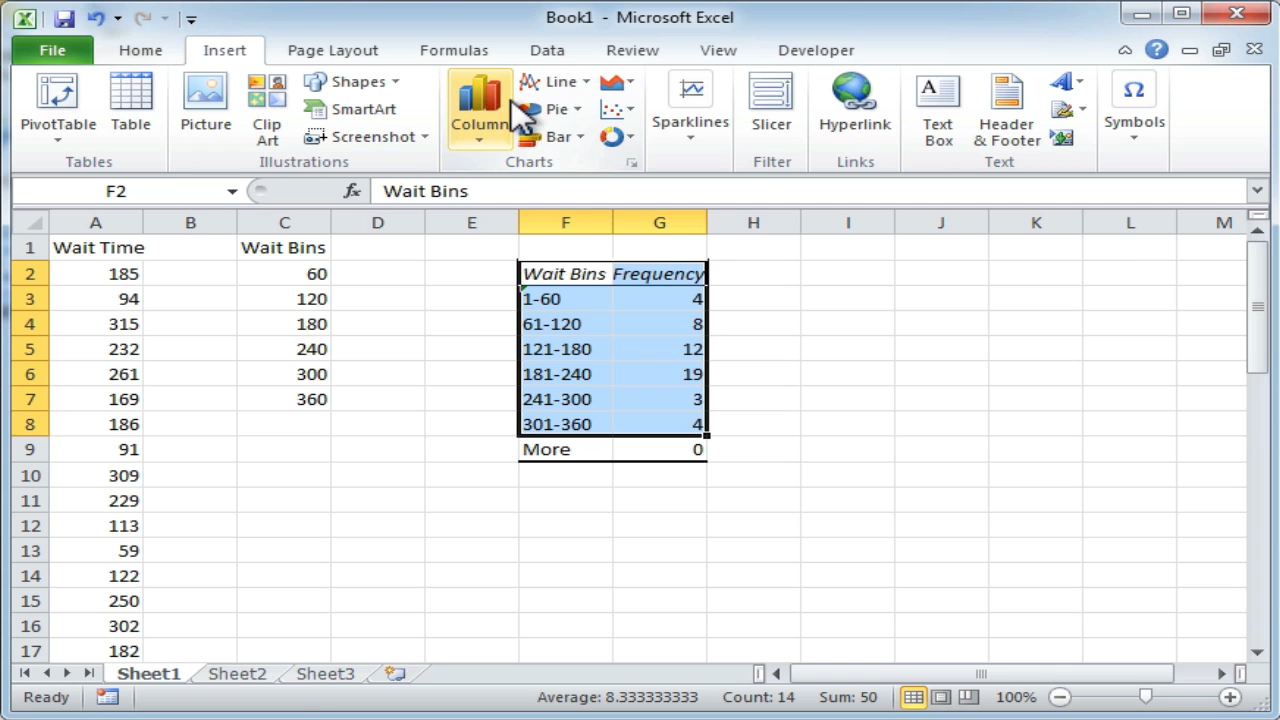 Book1 - Microsoft Excel
File Home Insert Page Layout Formulas Data Review View Developer
PivotTable Table Picture Clip Art Shapes SmartArt Screenshot Column Line Pie Bar Sparklines Slicer Hyperlink Text Box Header & Footer Symbols
Tables Illustrations Charts Filter Links Text
F2 fx Wait Bins
A B C D E F G H I J K L M
1 Wait Time Wait Bins
2 185 60 Wait Bins Frequency
3 94 120 1-60 4
4 315 180 61-120 8
5 232 240 121-180 12
6 261 300 181-240 19
7 169 360 241-300 3
8 186 301-360 4
9 91 More 0
10 309
11 229
12 113
13 59
14 122
15 250
16 302
17 182
Sheet1 Sheet2 Sheet3
Ready Average: 8.333333333 Count: 14 Sum: 50 100%